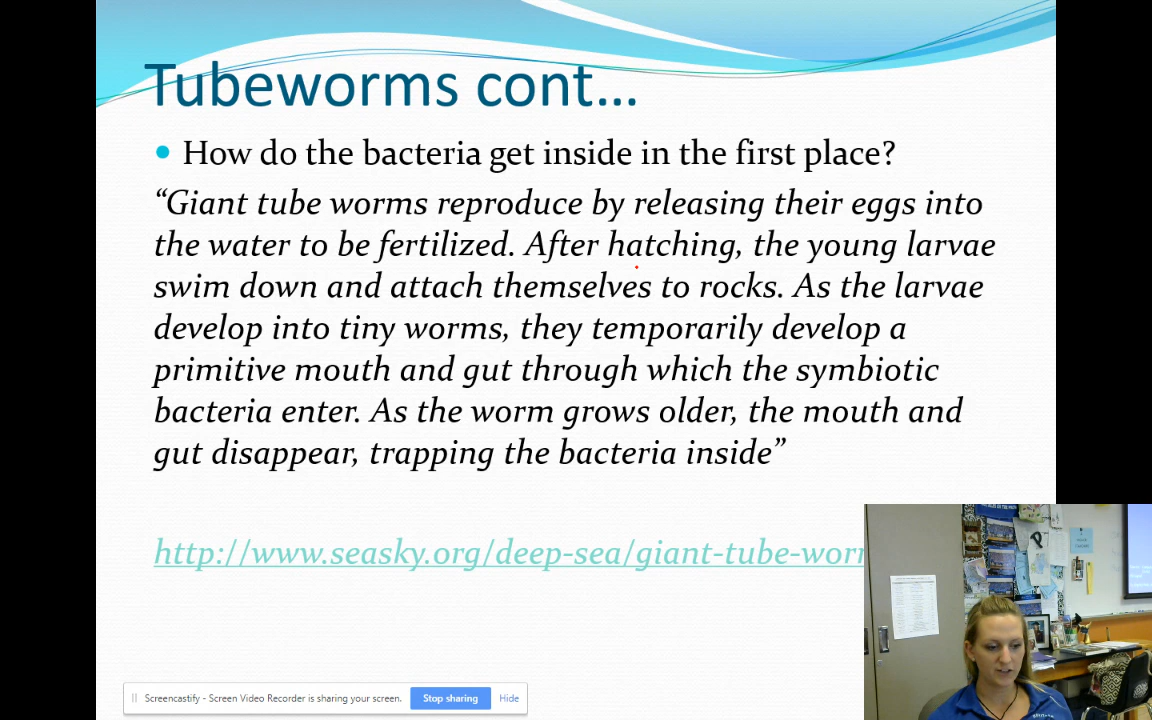 Tubeworms cont…
How do the bacteria get inside in the first place?
“Giant tube worms reproduce by releasing their eggs into
the water to be fertilized. After hatching, the young larvae
swim down and attach themselves to rocks. As the larvae
develop into tiny worms, they temporarily develop a
primitive mouth and gut through which the symbiotic
bacteria enter. As the worm grows older, the mouth and
gut disappear, trapping the bacteria inside”
http://www.seasky.org/deep-sea/giant-tube-wor
Screencastify - Screen Video Recorder is sharing your screen. Stop sharing Hide